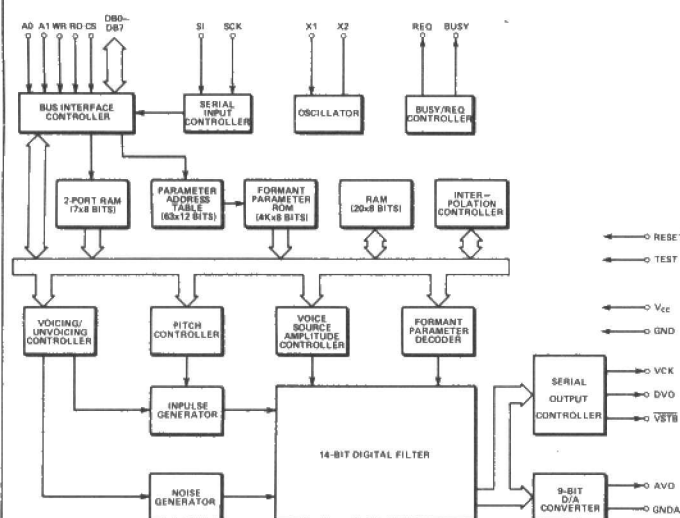 A0 A1 WR RD CS DB0~
DB7
SI SCK X1 X2 REQ BUSY
BUS INTERFACE
CONTROLLER
SERIAL
INPUT
CONTROLLER
OSCILLATOR
BUSY/REQ
CONTROLLER
2-PORT RAM
(7x8 BITS)
PARAMETER
ADDRESS
TABLE
(63x12 BITS)
FORMANT
PARAMETER
ROM
(4Kx8 BITS)
RAM
(20x8 BITS)
INTER-
POLATION
CONTROLLER
RESET
TEST
VCC
GND
VOICING/
UNVOICING
CONTROLLER
PITCH
CONTROLLER
VOICE
SOURCE
AMPLITUDE
CONTROLLER
FORMANT
PARAMETER
DECODER
INPULSE
GENERATOR
14-BIT DIGITAL FILTER
SERIAL
OUTPUT
CONTROLLER
VCK
DVO
VSTB
NOISE
GENERATOR
9-BIT
D/A
CONVERTER
AVO
GNDA